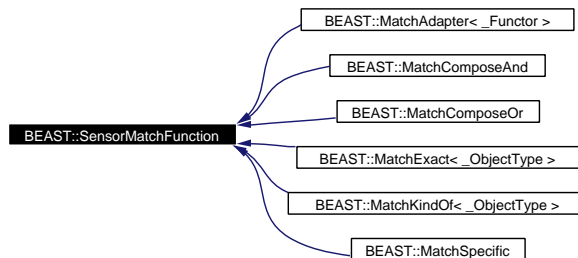 BEAST::MatchAdapter< _Functor >
BEAST::MatchComposeAnd
BEAST::MatchComposeOr
BEAST::SensorMatchFunction
BEAST::MatchExact< _ObjectType >
BEAST::MatchKindOf< _ObjectType >
BEAST::MatchSpecific